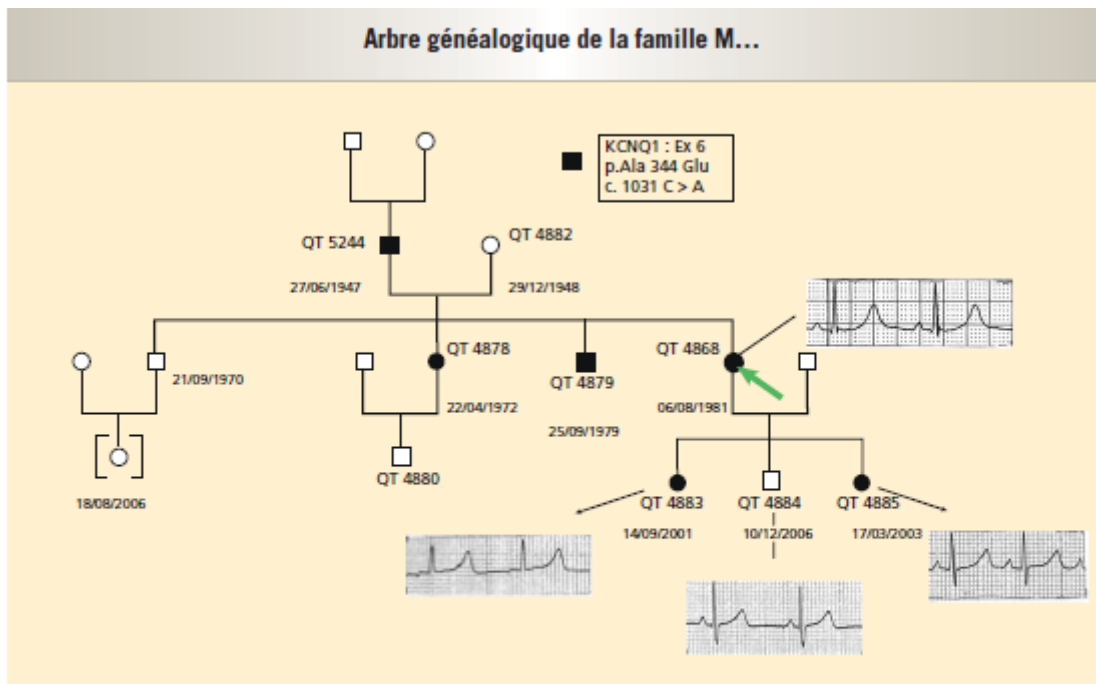 Arbre généalogique de la famille M…
KCNQ1 : Ex 6
p.Ala 344 Glu
c. 1031 C > A
QT 5244
QT 4882
27/06/1947
29/12/1948
QT 4878
QT 4868
21/09/1970
QT 4879
22/04/1972
06/08/1981
25/09/1979
QT 4880
18/08/2006
QT 4883
QT 4884
QT 4885
14/09/2001
10/12/2006
17/03/2003